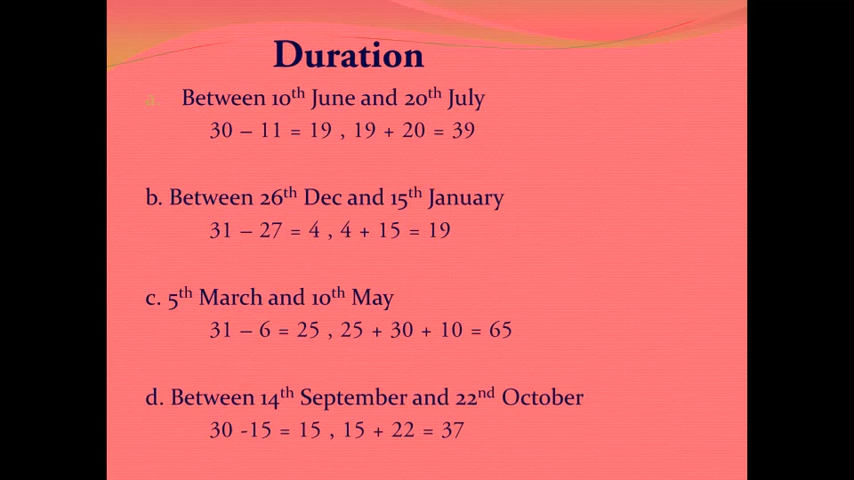 Duration
a. Between 10th June and 20th July
30 – 11 = 19 , 19 + 20 = 39
b. Between 26th Dec and 15th January
31 – 27 = 4 , 4 + 15 = 19
c. 5th March and 10th May
31 – 6 = 25 , 25 + 30 + 10 = 65
d. Between 14th September and 22nd October
30 -15 = 15 , 15 + 22 = 37